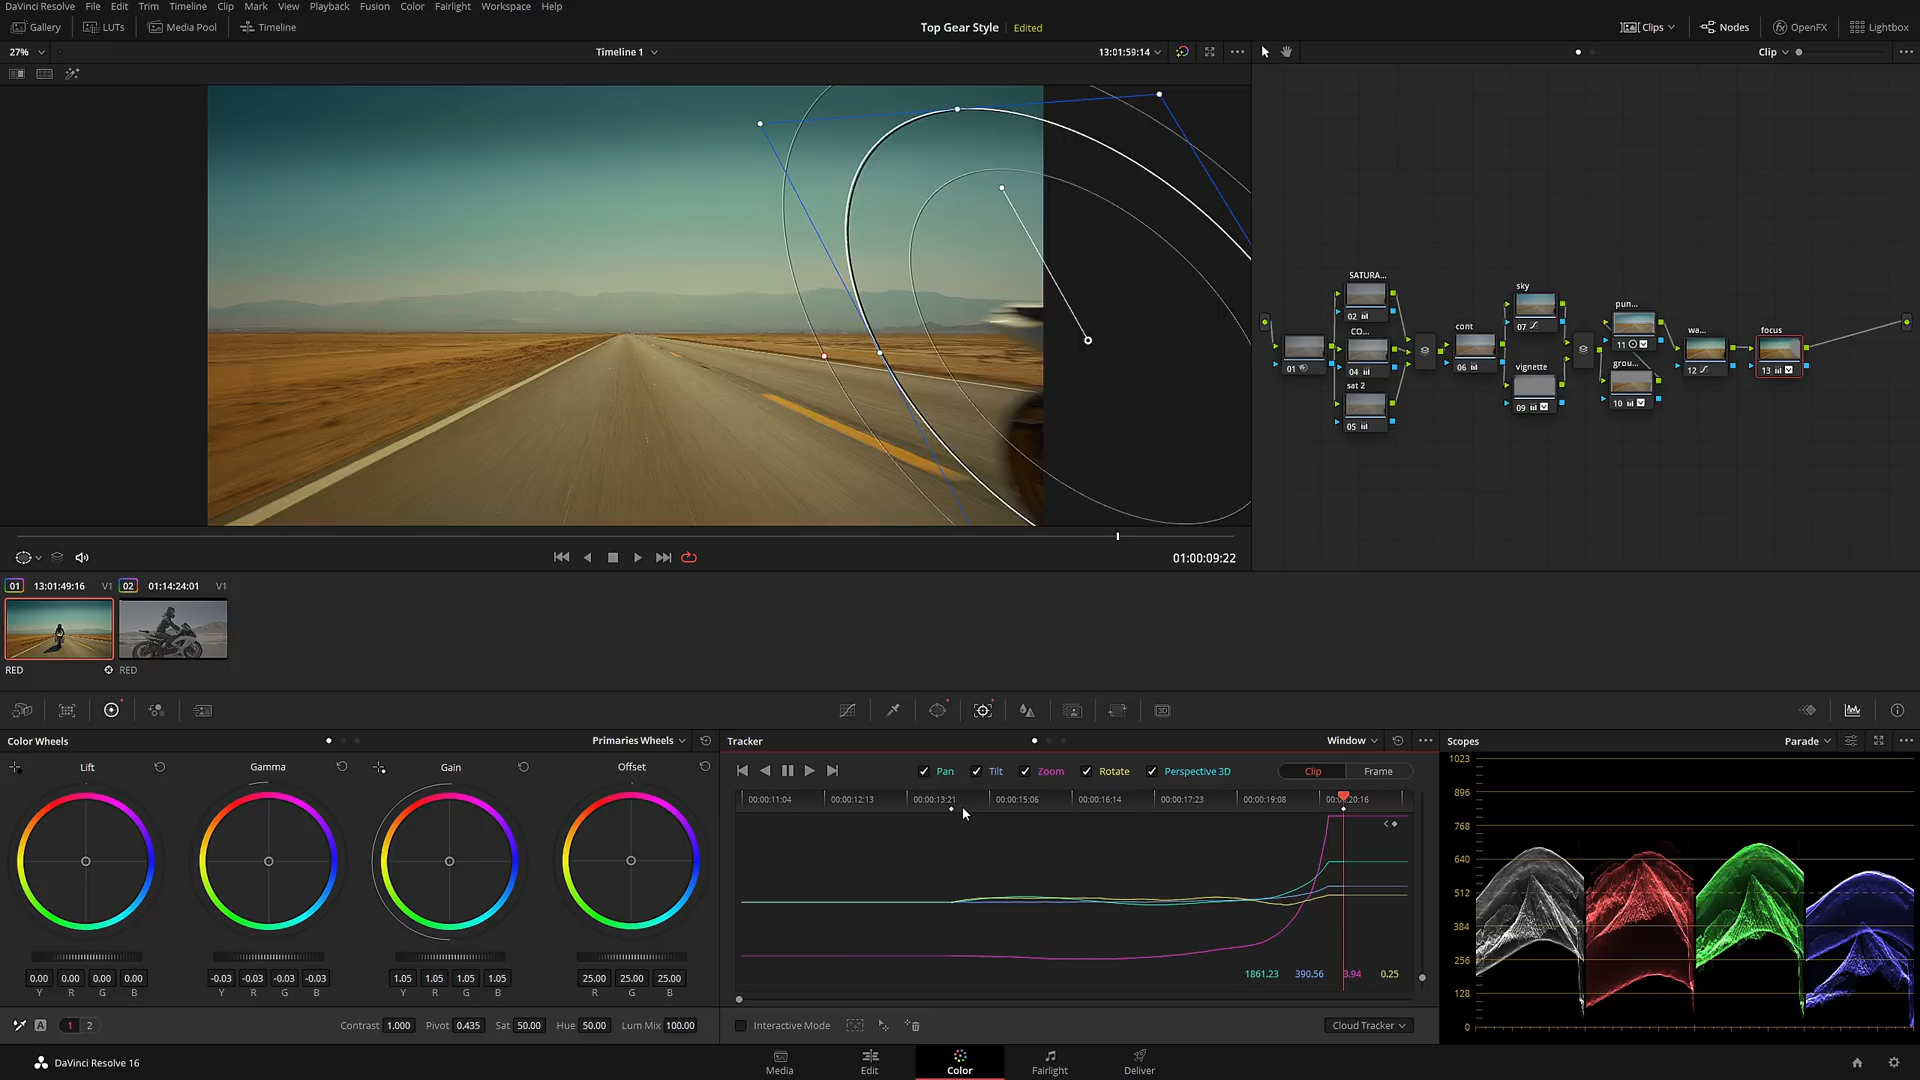 DaVinci Resolve File Edit Trim Timeline Clip Mark View Playback Fusion Color Fairlight Workspace Help
Gallery LUTs Media Pool Timeline Top Gear Style Edited Clips Nodes OpenFX Lightbox
27% Timeline 1 13:01:59:14 Clip
SATURA...
02
CO...
04
sat 2
05
01
cont
06
sky
07
vignette
09
pun...
11
grou...
10
wa...
12
focus
13
01:00:09:22
01 13:01:49:16 V1 02 01:14:24:01 V1
RED RED
Color Wheels Primaries Wheels Tracker Window Scopes Parade
Lift Gamma Gain Offset
Pan Tilt Zoom Rotate Perspective 3D Clip Frame
00:00:11:04 00:00:12:13 00:00:13:21 00:00:15:06 00:00:16:14 00:00:17:23 00:00:19:08
1861.23 390.56 3.94 0.25
1023
896
768
640
512
384
256
128
0
0.00 0.00 0.00 0.00 -0.03 -0.03 -0.03 -0.03 1.05 1.05 1.05 1.05 25.00 25.00 25.00
Y R G B Y R G B Y R G B R G B
A 1 2 Contrast 1.000 Pivot 0.435 Sat 50.00 Hue 50.00 Lum Mix 100.00 Interactive Mode Cloud Tracker
DaVinci Resolve 16 Media Edit Color Fairlight Deliver